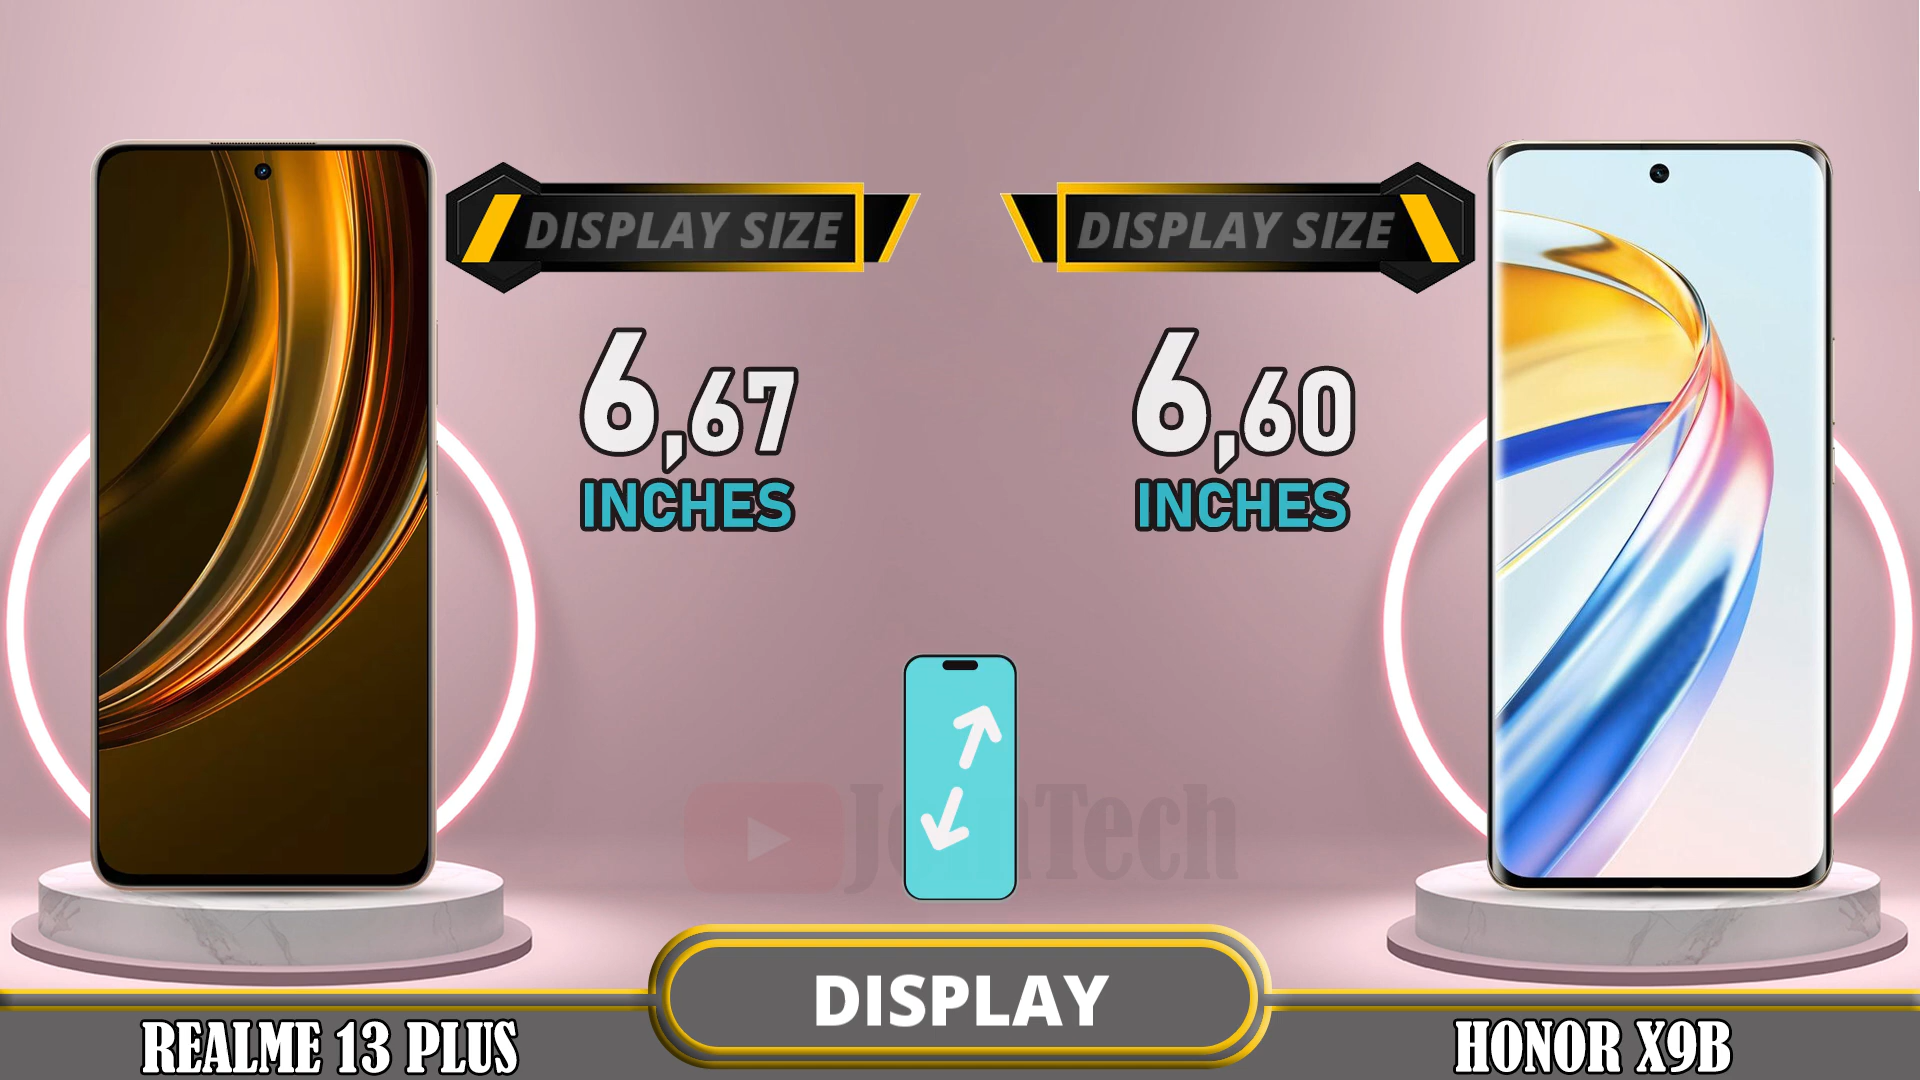 DISPLAY SIZE
DISPLAY SIZE
6,67
INCHES
6,60
INCHES
DISPLAY
REALME 13 PLUS
HONOR X9B